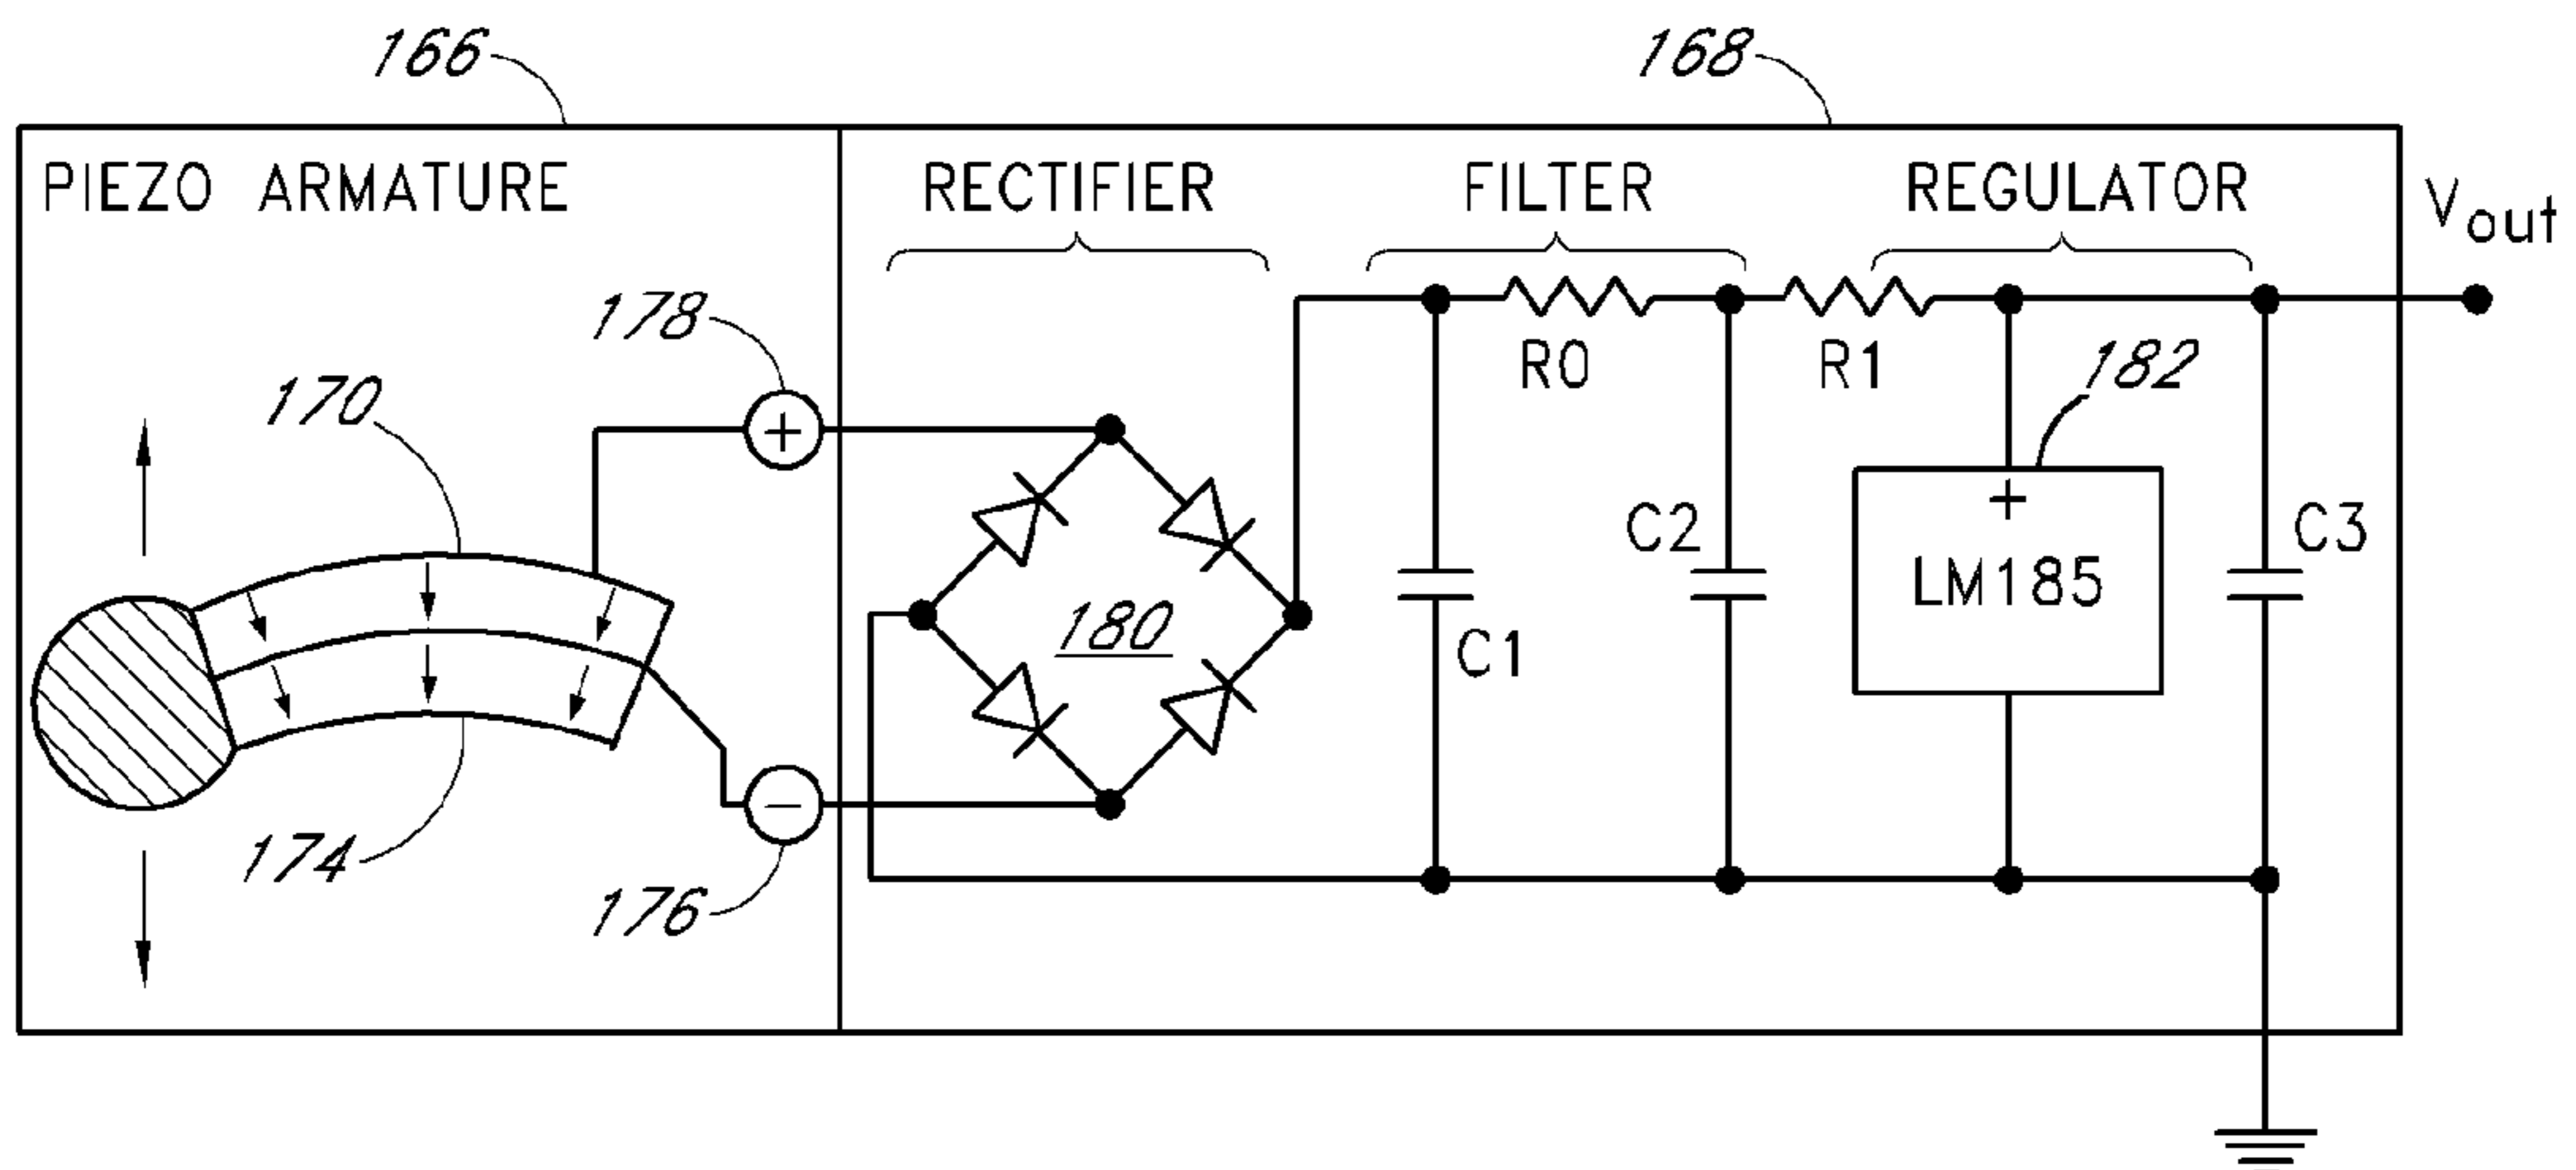 166
168
PIEZO ARMATURE
RECTIFIER
FILTER
REGULATOR
Vout
178
+
170
R0
R1
182
+
C2
LM185
C3
180
C1
−
174
176